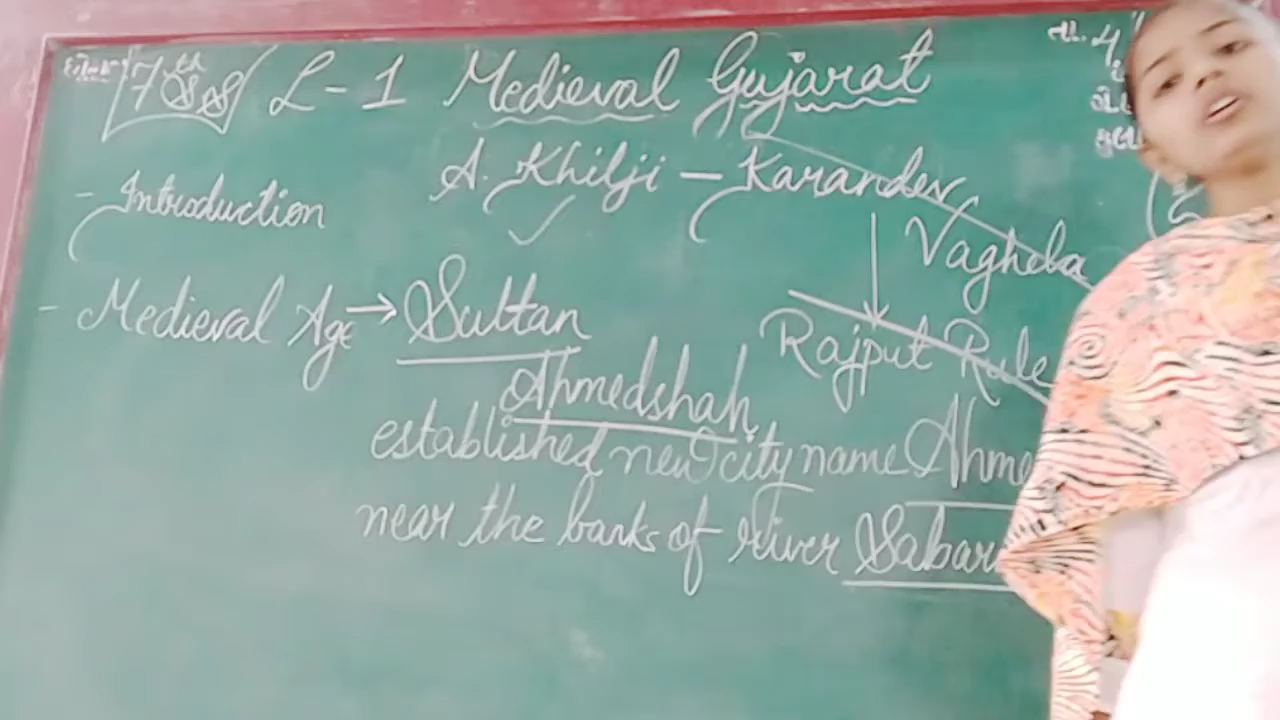 7th SS L-1 Medieval Gujarat
- Introduction
A. Khilji - Karandev
Vaghela
- Medieval Age → Sultan
Rajput Rule
Ahmedshah
established new city name Ahme
near the banks of river Sabar